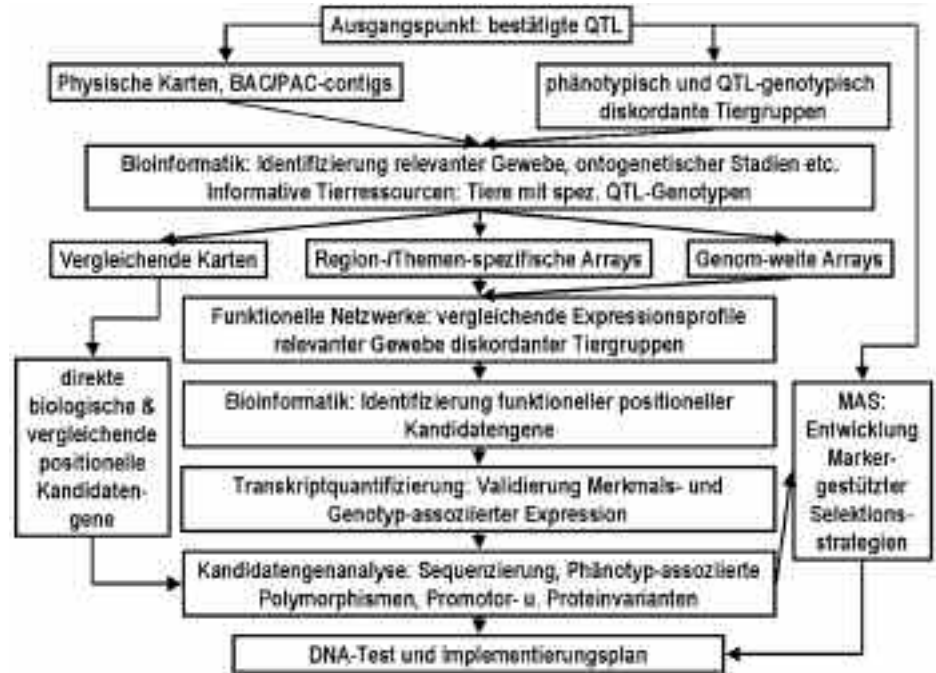 Ausgangspunkt: bestätigte QTL
Physische Karten, BAC/PAC-contigs
phänotypisch und QTL-genotypisch
diskordante Tiergruppen
Bioinformatik: Identifizierung relevanter Gewebe, ontogenetischer Stadien etc.
Informative Tierressourcen: Tiere mit spez. QTL-Genotypen
Vergleichende Karten
Region-/Themen-spezifische Arrays
Genom-weite Arrays
Funktionelle Netzwerke: vergleichende Expressionsprofile
relevanter Gewebe diskordanter Tiergruppen
direkte
biologische &
vergleichende
positionelle
Kandidaten-
gene
Bioinformatik: Identifizierung funktioneller positioneller
Kandidatengene
MAS:
Entwicklung
Marker-
gestützter
Selektions-
strategien
Transkriptquantifizierung: Validierung Merkmals- und
Genotyp-assoziierter Expression
Kandidatengenanalyse: Sequenzierung, Phänotyp-assoziierte
Polymorphismen, Promotor- u. Proteinvarianten
DNA-Test und Implementierungsplan